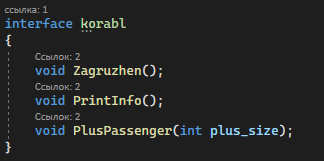 ссылка: 1
interface korabl
{
Ссылок: 2
void Zagruzhen();
Ссылок: 2
void PrintInfo();
Ссылок: 2
void PlusPassenger(int plus_size);
}